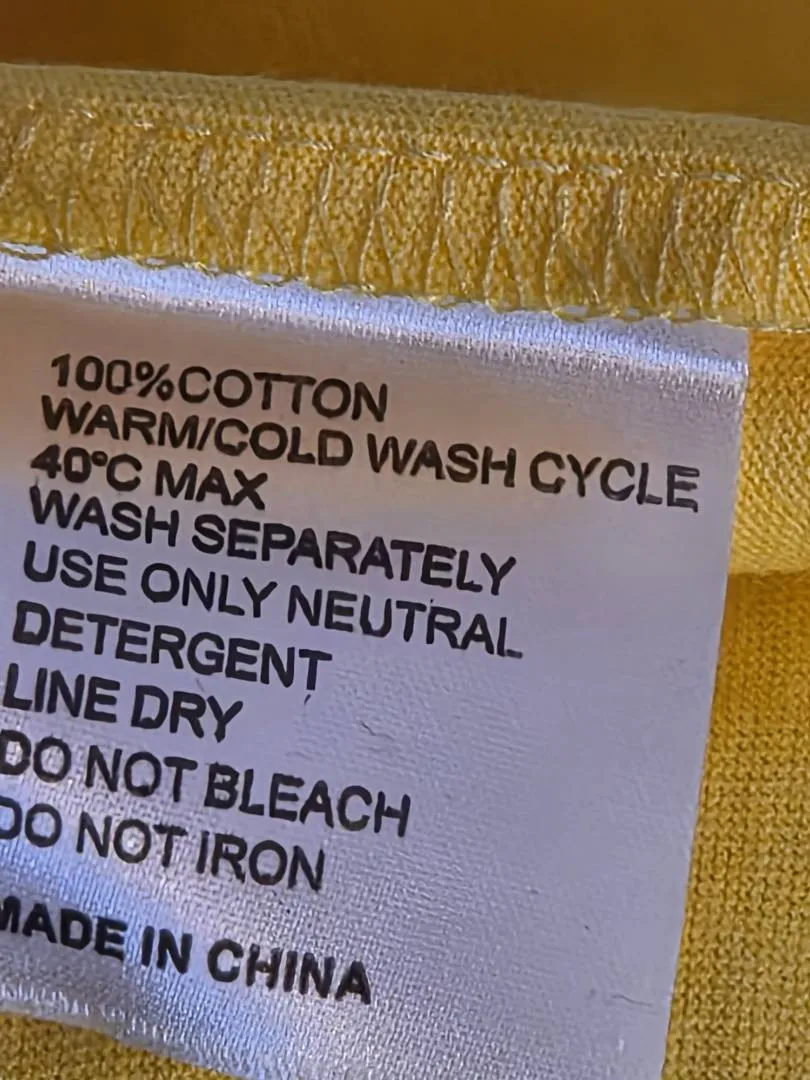 100%COTTON
WARM/COLD WASH CYCLE
40°C MAX
WASH SEPARATELY
USE ONLY NEUTRAL
DETERGENT
LINE DRY
DO NOT BLEACH
DO NOT IRON
MADE IN CHINA